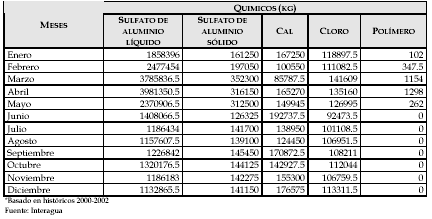 MESES QUIMICOS (KG)
SULFATO DE ALUMINIO LÍQUIDO SULFATO DE ALUMINIO SÓLIDO CAL CLORO POLÍMERO
Enero 1858396 161250 167250 118897.5 102
Febrero 2477454 197050 100550 111082.5 347.5
Marzo 3785836.5 352300 85787.5 141609 1154
Abril 3981350.5 316150 165270 135160 1298
Mayo 2370906.5 312500 149945 126995 262
Junio 1408066.5 126325 192737.5 92473.5 0
Julio 1186434 141700 138950 101108.5 0
Agosto 1157607.5 139100 124450 106951.5 0
Septiembre 1226842 145450 170872.5 108211 0
Octubre 1320176.5 144125 142927.5 112044 0
Noviembre 1186183 142275 155300 106759.5 0
Diciembre 1132865.5 141150 176575 113311.5 0
*Basado en históricos 2000-2002
Fuente: Interagua